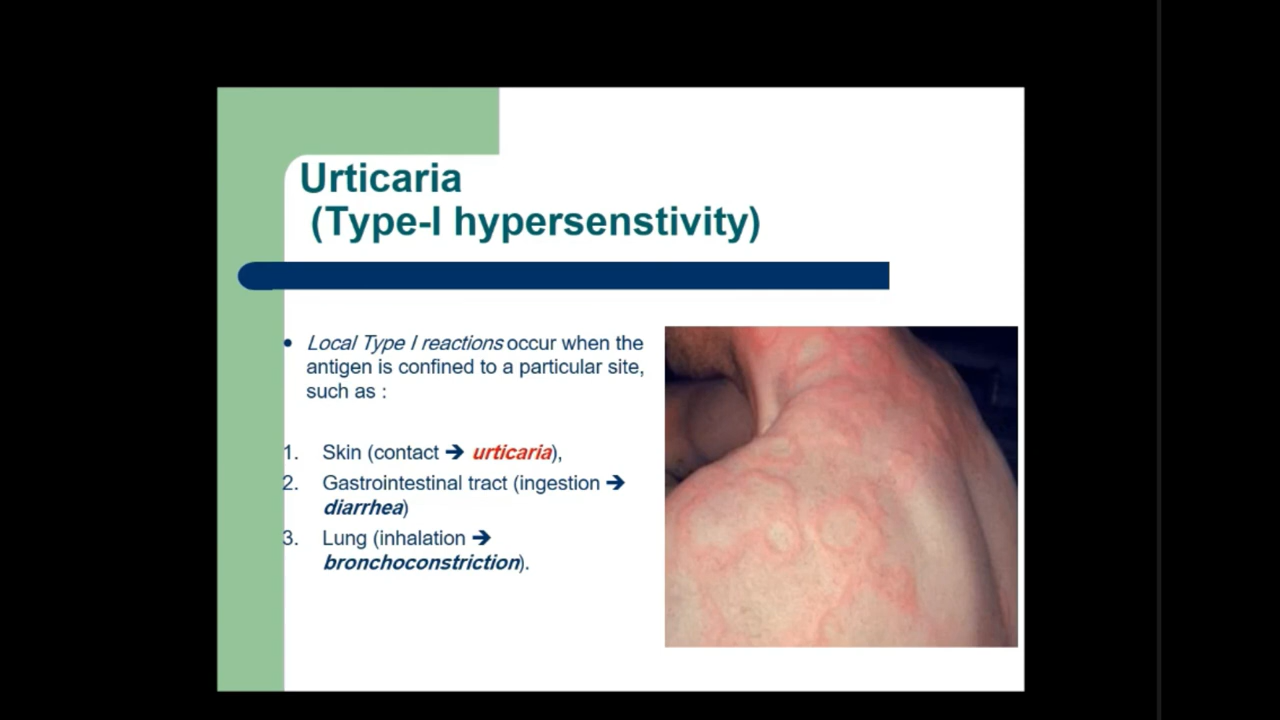 Urticaria
(Type-I hypersenstivity)
• Local Type I reactions occur when the
antigen is confined to a particular site,
such as :
1. Skin (contact ➔ urticaria),
2. Gastrointestinal tract (ingestion ➔
diarrhea)
3. Lung (inhalation ➔
bronchoconstriction).